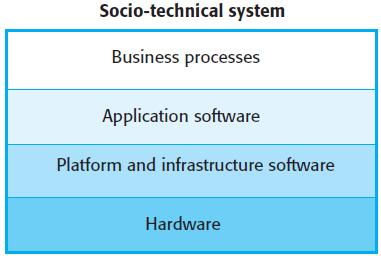 Socio-technical system
Business processes
Application software
Platform and infrastructure software
Hardware